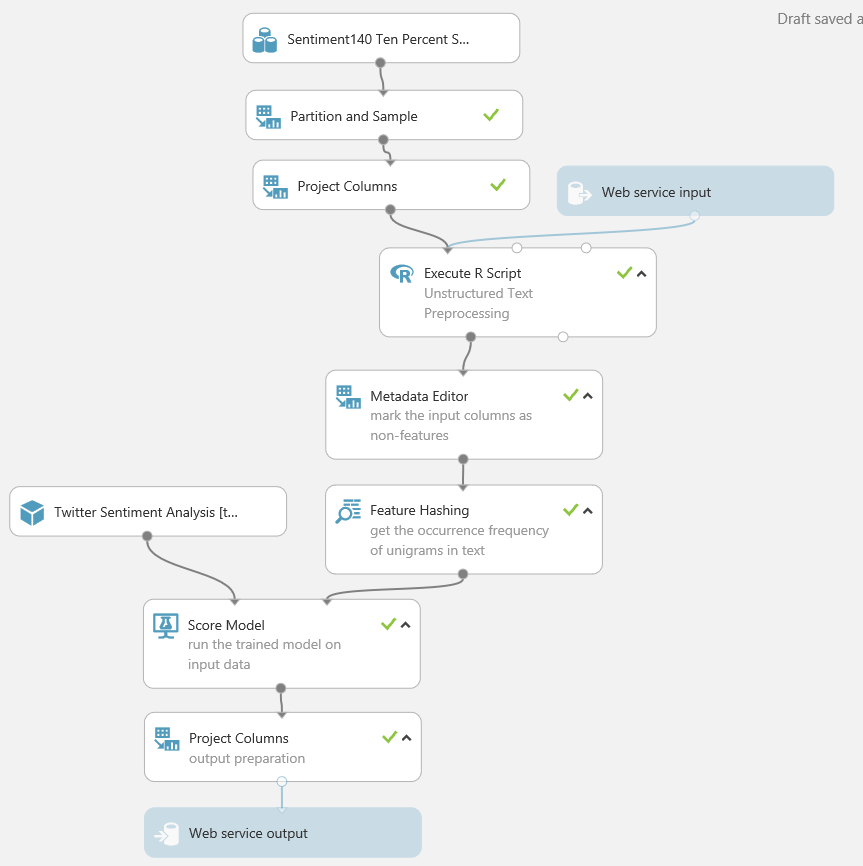 Draft saved a
Sentiment140 Ten Percent S...
Partition and Sample
Project Columns
Web service input
Execute R Script
Unstructured Text
Preprocessing
Metadata Editor
mark the input columns as
non-features
Twitter Sentiment Analysis [t...
Feature Hashing
get the occurrence frequency
of unigrams in text
Score Model
run the trained model on
input data
Project Columns
output preparation
Web service output